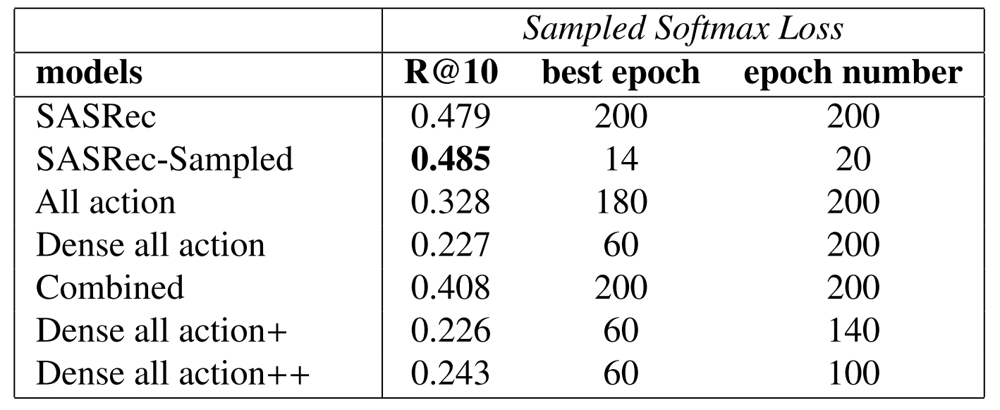 Sampled Softmax Loss
models R@10 best epoch epoch number
SASRec 0.479 200 200
SASRec-Sampled 0.485 14 20
All action 0.328 180 200
Dense all action 0.227 60 200
Combined 0.408 200 200
Dense all action+ 0.226 60 140
Dense all action++ 0.243 60 100